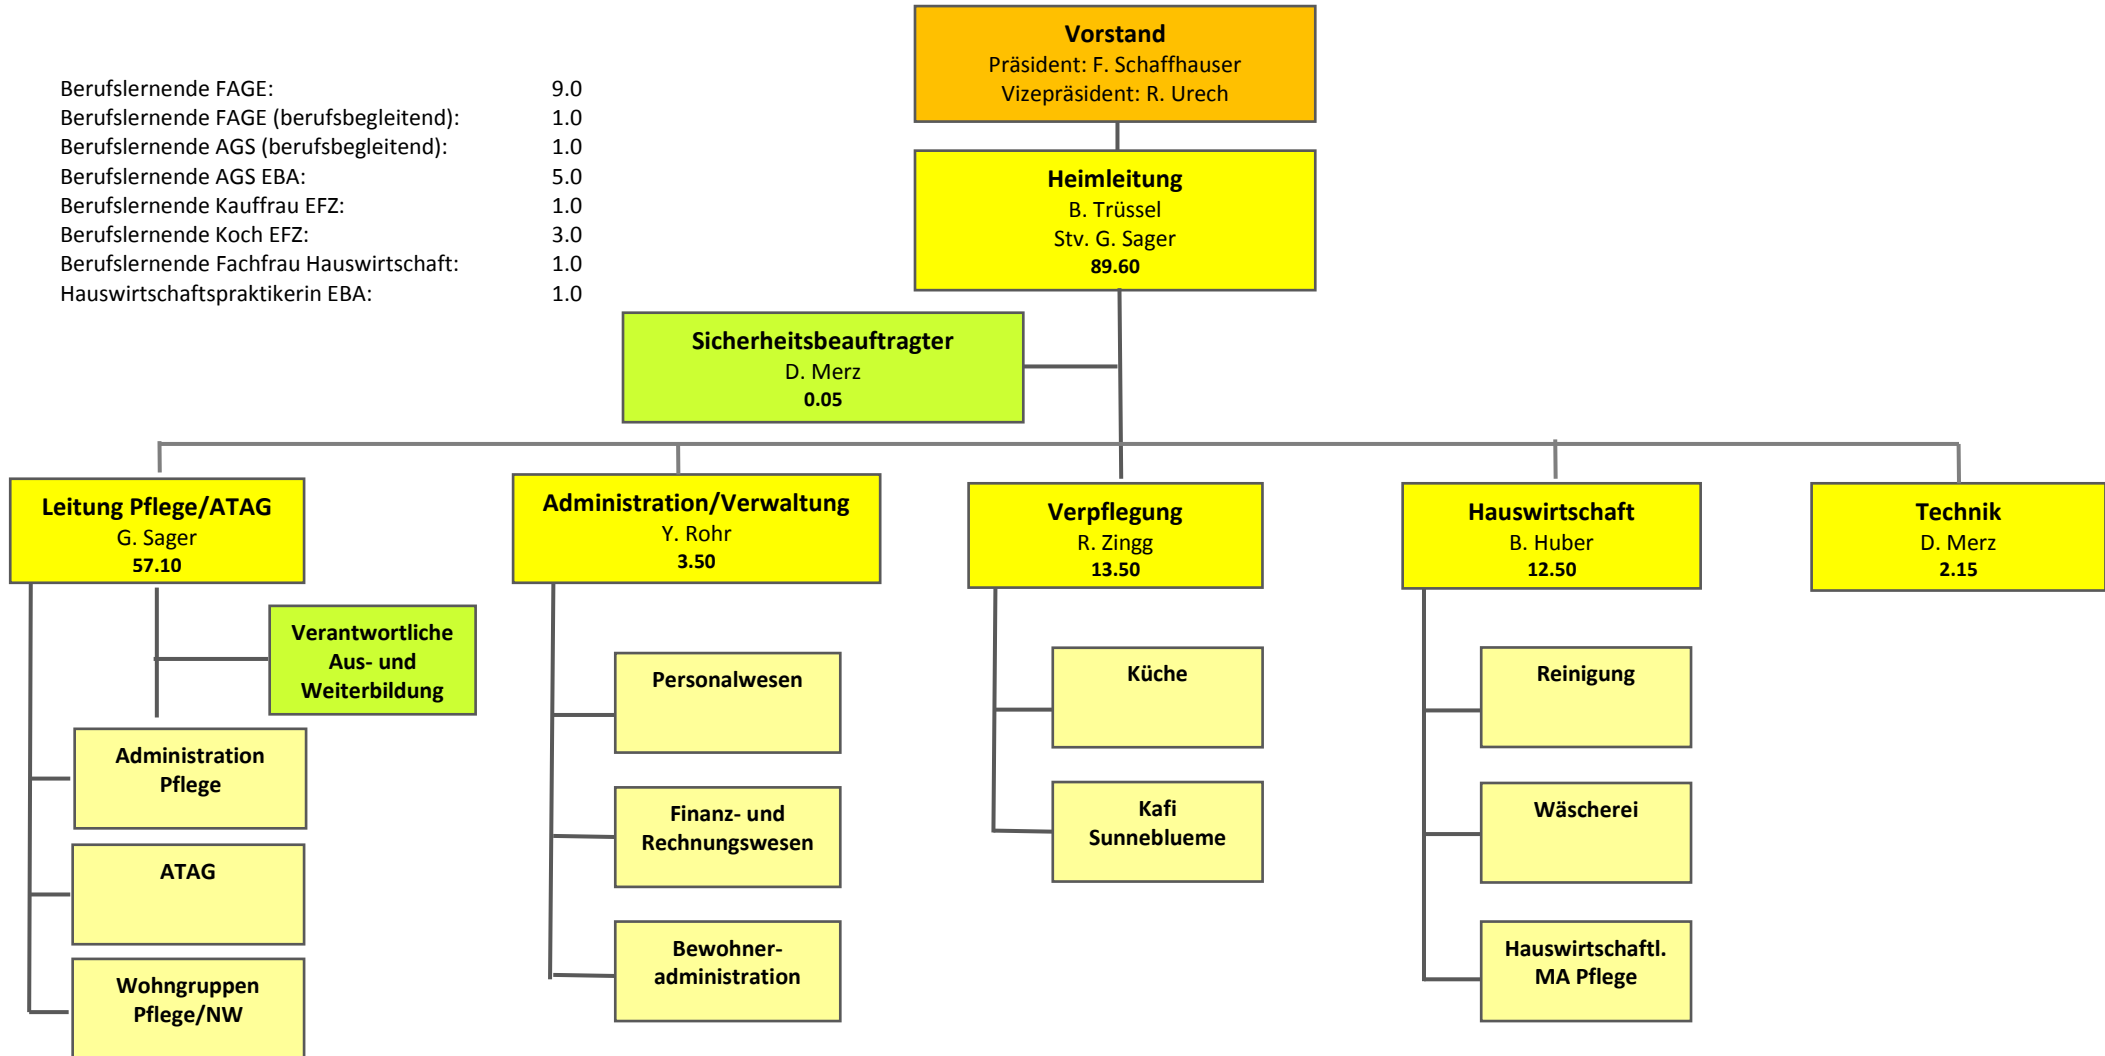 Vorstand
Präsident: F. Schaffhauser
Vizepräsident: R. Urech
Berufslernende FAGE: 9.0
Berufslernende FAGE (berufsbegleitend): 1.0
Berufslernende AGS (berufsbegleitend): 1.0
Berufslernende AGS EBA: 5.0
Berufslernende Kauffrau EFZ: 1.0
Berufslernende Koch EFZ: 3.0
Berufslernende Fachfrau Hauswirtschaft: 1.0
Hauswirtschaftspraktikerin EBA: 1.0
Heimleitung
B. Trüssel
Stv. G. Sager
89.60
Sicherheitsbeauftragter
D. Merz
0.05
Leitung Pflege/ATAG
G. Sager
57.10
Administration/Verwaltung
Y. Rohr
3.50
Verpflegung
R. Zingg
13.50
Hauswirtschaft
B. Huber
12.50
Technik
D. Merz
2.15
Verantwortliche
Aus- und
Weiterbildung
Administration
Pflege
ATAG
Wohngruppen
Pflege/NW
Personalwesen
Finanz- und
Rechnungswesen
Bewohner-
administration
Küche
Kafi
Sunneblueme
Reinigung
Wäscherei
Hauswirtschaftl.
MA Pflege